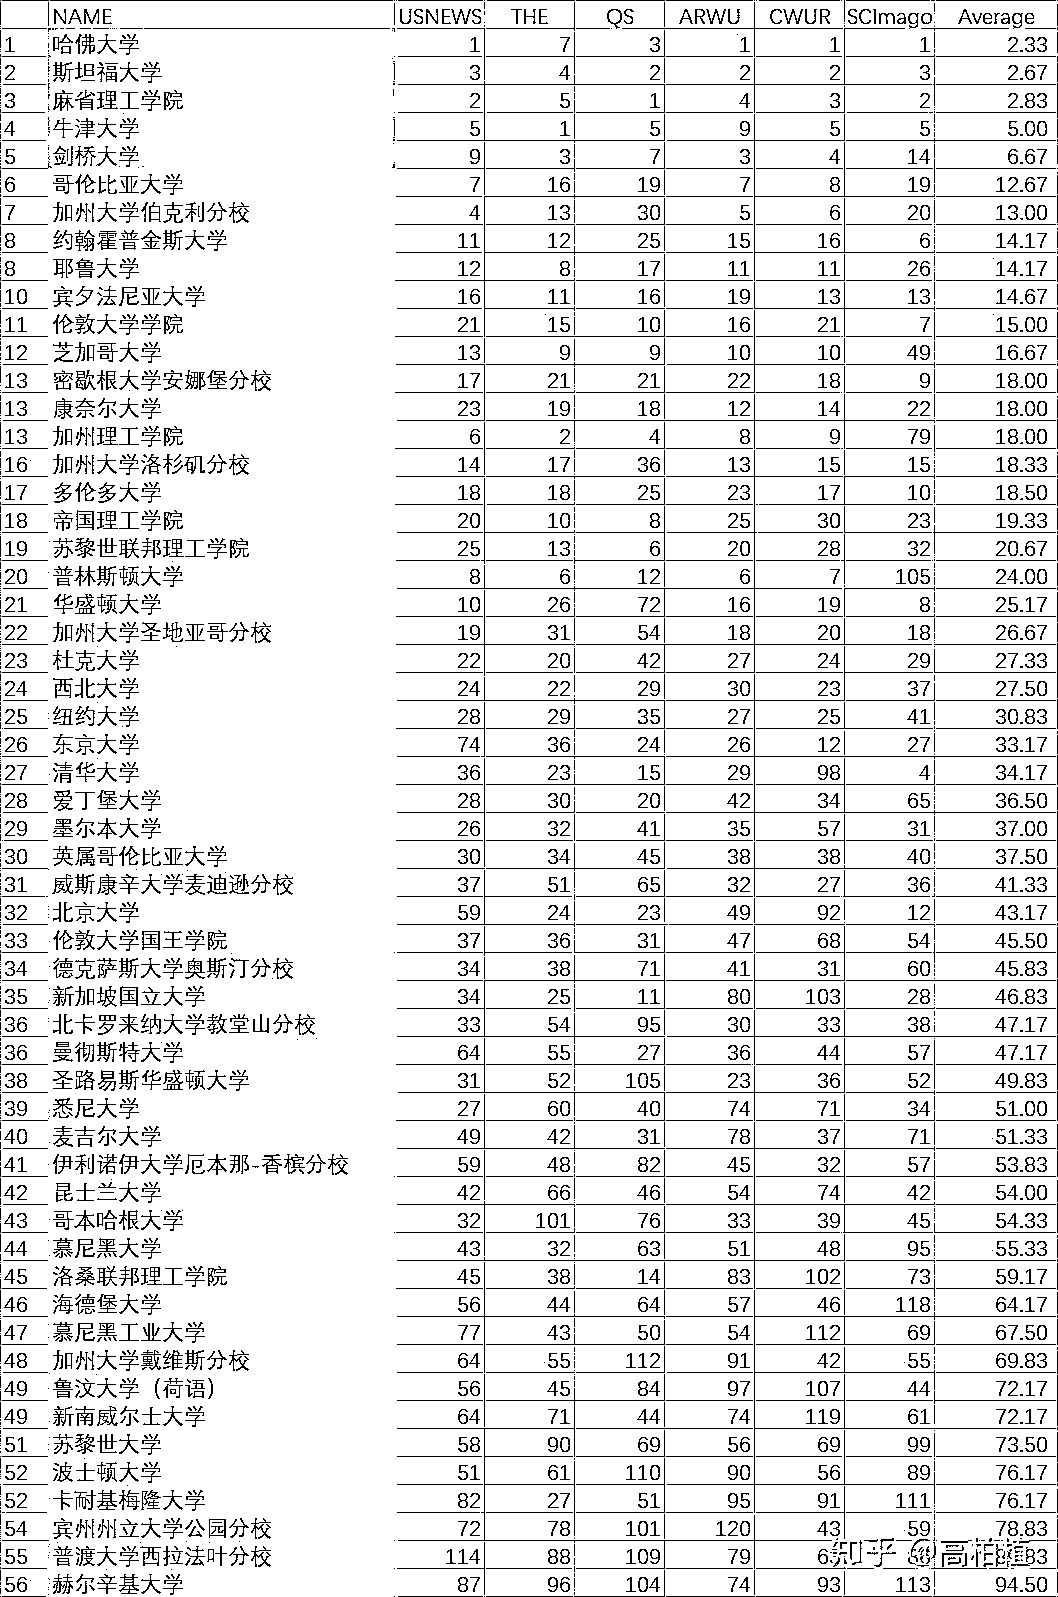 NAME USNEWS THE QS ARWU CWUR SCImago Average
1 哈佛大学 1 7 3 1 1 1 2.33
2 斯坦福大学 3 4 2 2 2 3 2.67
3 麻省理工学院 2 5 1 4 3 2 2.83
4 牛津大学 5 1 5 9 5 5 5.00
5 剑桥大学 9 3 7 3 4 14 6.67
6 哥伦比亚大学 7 16 19 7 8 19 12.67
7 加州大学伯克利分校 4 13 30 5 6 20 13.00
8 约翰霍普金斯大学 11 12 25 15 16 6 14.17
8 耶鲁大学 12 8 17 11 11 26 14.17
10 宾夕法尼亚大学 16 11 16 19 13 13 14.67
11 伦敦大学学院 21 15 10 16 21 7 15.00
12 芝加哥大学 13 9 9 10 10 49 16.67
13 密歇根大学安娜堡分校 17 21 21 22 18 9 18.00
13 康奈尔大学 23 19 18 12 14 22 18.00
13 加州理工学院 6 2 4 8 9 79 18.00
16 加州大学洛杉矶分校 14 17 36 13 15 15 18.33
17 多伦多大学 18 18 25 23 17 10 18.50
18 帝国理工学院 20 10 8 25 30 23 19.33
19 苏黎世联邦理工学院 25 13 6 20 28 32 20.67
20 普林斯顿大学 8 6 12 6 7 105 24.00
21 华盛顿大学 10 26 72 16 19 8 25.17
22 加州大学圣地亚哥分校 19 31 54 18 20 18 26.67
23 杜克大学 22 20 42 27 24 29 27.33
24 西北大学 24 22 29 30 23 37 27.50
25 纽约大学 28 29 35 27 25 41 30.83
26 东京大学 74 36 24 26 12 27 33.17
27 清华大学 36 23 15 29 98 4 34.17
28 爱丁堡大学 28 30 20 42 34 65 36.50
29 墨尔本大学 26 32 41 35 57 31 37.00
30 英属哥伦比亚大学 30 34 45 38 38 40 37.50
31 威斯康辛大学麦迪逊分校 37 51 65 32 27 36 41.33
32 北京大学 59 24 23 49 92 12 43.17
33 伦敦大学国王学院 37 36 31 47 68 54 45.50
34 德克萨斯大学奥斯汀分校 34 38 71 41 31 60 45.83
35 新加坡国立大学 34 25 11 80 103 28 46.83
36 北卡罗来纳大学教堂山分校 33 54 95 30 33 38 47.17
36 曼彻斯特大学 64 55 27 36 44 57 47.17
38 圣路易斯华盛顿大学 31 52 105 23 36 52 49.83
39 悉尼大学 27 60 40 74 71 34 51.00
40 麦吉尔大学 49 42 31 78 37 71 51.33
41 伊利诺伊大学厄本那-香槟分校 59 48 82 45 32 57 53.83
42 昆士兰大学 42 66 46 54 74 42 54.00
43 哥本哈根大学 32 101 76 33 39 45 54.33
44 慕尼黑大学 43 32 63 51 48 95 55.33
45 洛桑联邦理工学院 45 38 14 83 102 73 59.17
46 海德堡大学 56 44 64 57 46 118 64.17
47 慕尼黑工业大学 77 43 50 54 112 69 67.50
48 加州大学戴维斯分校 64 55 112 91 42 55 69.83
49 鲁汶大学（荷语） 56 45 84 97 107 44 72.17
49 新南威尔士大学 64 71 44 74 119 61 72.17
51 苏黎世大学 58 90 69 56 69 99 73.50
52 波士顿大学 51 61 110 90 56 89 76.17
52 卡耐基梅隆大学 82 27 51 95 91 111 76.17
54 宾州州立大学公园分校 72 78 101 120 43 59 78.83
55 普渡大学西拉法叶分校 114 88 109 79
56 赫尔辛基大学 87 96 104 74 93 113 94.50
知乎 @高柏植